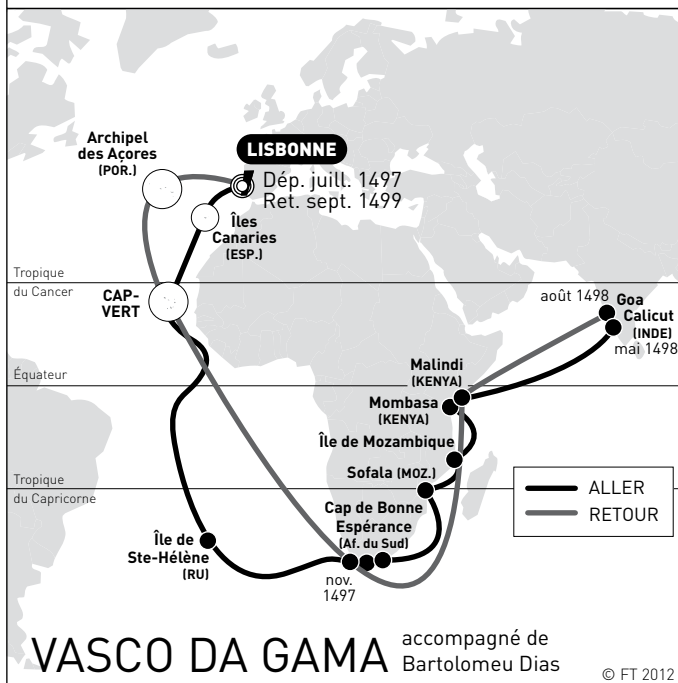 Archipel
des Açores
(POR.)
LISBONNE
Dép. juill. 1497
Ret. sept. 1499
Îles
Canaries
(ESP.)
Tropique
du Cancer
CAP-
VERT
août 1498
Goa
Calicut
(INDE)
mai 1498
Équateur
Malindi
(KENYA)
Mombasa
(KENYA)
Île de Mozambique
Sofala (MOZ.)
Tropique
du Capricorne
Cap de Bonne
Espérance
(Af. du Sud)
Île de
Ste-Hélène
(RU)
nov.
1497
ALLER
RETOUR
VASCO DA GAMA
accompagné de
Bartolomeu Dias
© FT 2012